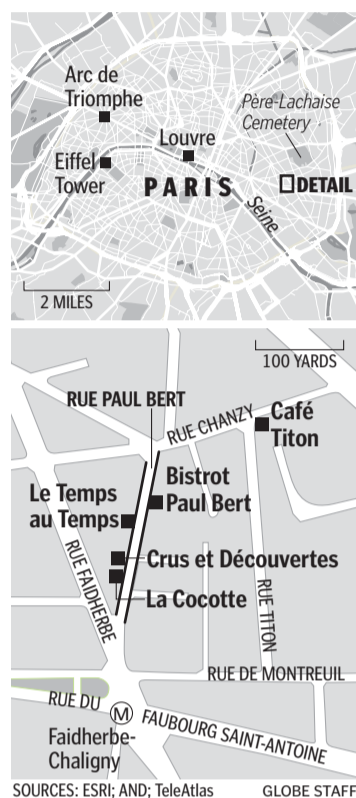 Arc de
Triomphe
Père-Lachaise
Cemetery
Louvre
Eiffel
Tower
PARIS
DETAIL
Seine
2 MILES
100 YARDS
RUE PAUL BERT
RUE CHANZY
Café
Titon
Bistrot
Paul Bert
Le Temps
au Temps
Crus et Découvertes
La Cocotte
RUE FAIDHERBE
RUE TITON
RUE DE MONTREUIL
RUE DU
M
FAUBOURG SAINT-ANTOINE
Faidherbe-
Chaligny
SOURCES: ESRI; AND; TeleAtlas
GLOBE STAFF